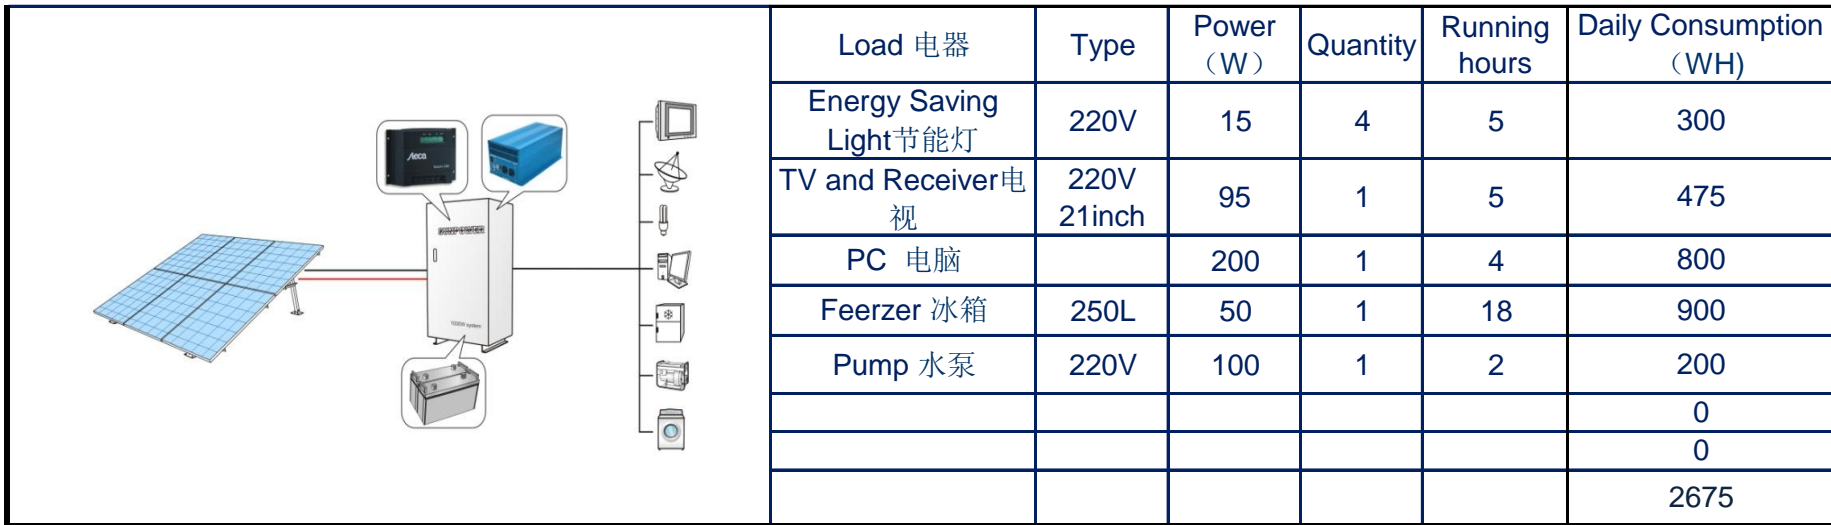 Load 电器
Type
Power
（W）
Quantity
Running
hours
Daily Consumption
（WH)
Energy Saving
Light节能灯
220V
15
4
5
300
TV and Receiver电
视
220V
21inch
95
1
5
475
PC 电脑
200
1
4
800
Feerzer 冰箱
250L
50
1
18
900
Pump 水泵
220V
100
1
2
200
0
0
2675
Steca
SUNPOWER